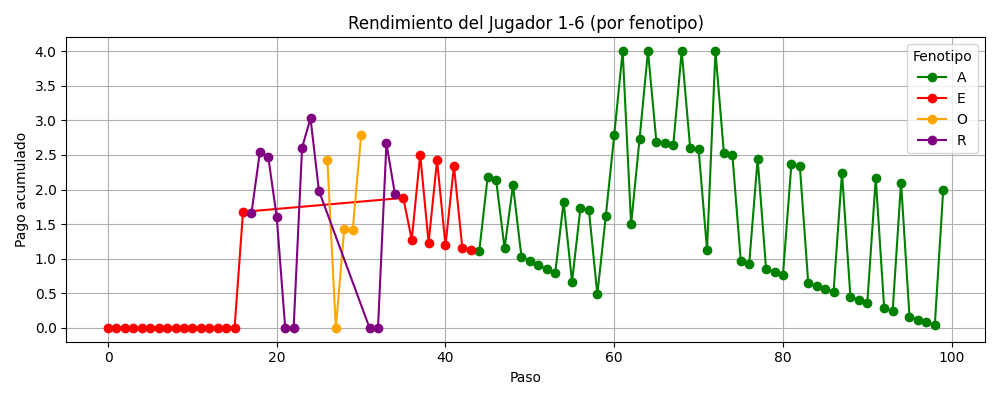 Rendimiento del Jugador 1-6 (por fenotipo)
Pago acumulado
4.0
3.5
3.0
2.5
2.0
1.5
1.0
0.5
0.0
0 20 40 60 80 100
Paso
Fenotipo
A
E
O
R